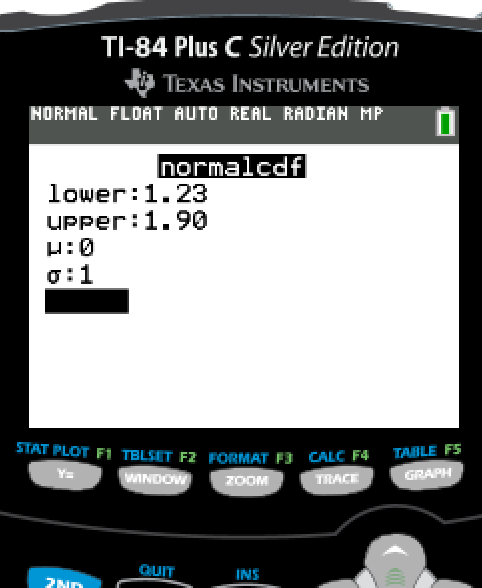 TI-84 Plus C Silver Edition
TEXAS INSTRUMENTS
NORMAL FLOAT AUTO REAL RADIAN MP
normalcdf
lower:1.23
upper:1.90
μ:0
σ:1
STAT PLOT F1 TBLSET F2 FORMAT F3 CALC F4 TABLE F5
Y= WINDOW ZOOM TRACE GRAPH
QUIT INS
2ND